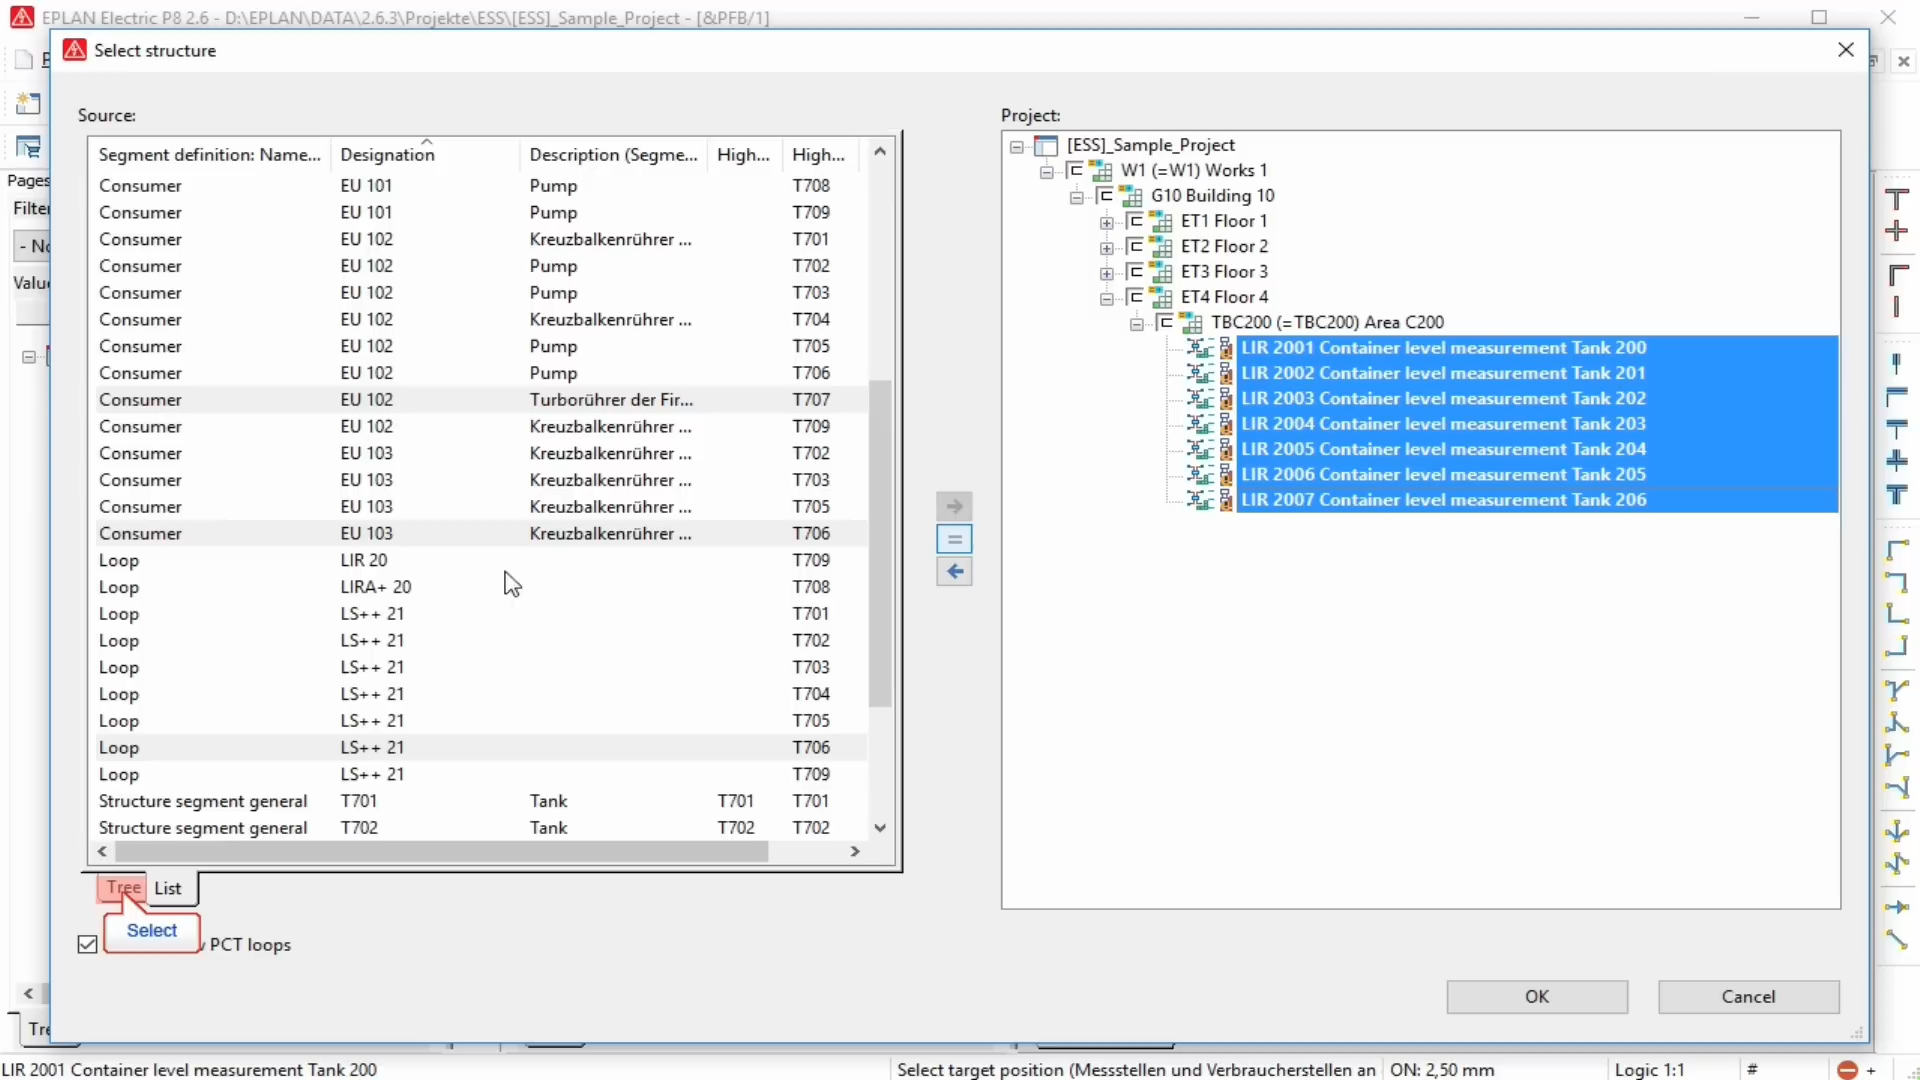 EPLAN Electric P8 2.6 - D:\EPLAN\DATA\2.6.3\Projekte\ESS\[ESS]_Sample_Project - [&PFB/1]
Select structure
Source:
Project:
Segment definition: Name... Designation Description (Segme... High... High...
Consumer EU 101 Pump T708
Consumer EU 101 Pump T709
Consumer EU 102 Kreuzbalkenrührer ... T701
Consumer EU 102 Pump T702
Consumer EU 102 Pump T703
Consumer EU 102 Kreuzbalkenrührer ... T704
Consumer EU 102 Pump T705
Consumer EU 102 Pump T706
Consumer EU 102 Turborührer der Fir... T707
Consumer EU 102 Kreuzbalkenrührer ... T709
Consumer EU 103 Kreuzbalkenrührer ... T702
Consumer EU 103 Kreuzbalkenrührer ... T703
Consumer EU 103 Kreuzbalkenrührer ... T705
Consumer EU 103 Kreuzbalkenrührer ... T706
Loop LIR 20 T709
Loop LIRA+ 20 T708
Loop LS++ 21 T701
Loop LS++ 21 T702
Loop LS++ 21 T703
Loop LS++ 21 T704
Loop LS++ 21 T705
Loop LS++ 21 T706
Loop LS++ 21 T709
Structure segment general T701 Tank T701 T701
Structure segment general T702 Tank T702 T702
Tree List
Select
PCT loops
[ESS]_Sample_Project
W1 (=W1) Works 1
G10 Building 10
ET1 Floor 1
ET2 Floor 2
ET3 Floor 3
ET4 Floor 4
TBC200 (=TBC200) Area C200
LIR 2001 Container level measurement Tank 200
LIR 2002 Container level measurement Tank 201
LIR 2003 Container level measurement Tank 202
LIR 2004 Container level measurement Tank 203
LIR 2005 Container level measurement Tank 204
LIR 2006 Container level measurement Tank 205
LIR 2007 Container level measurement Tank 206
OK Cancel
Pages
LIR 2001 Container level measurement Tank 200 Select target position (Messstellen und Verbraucherstellen an ON: 2,50 mm Logic 1:1 # +